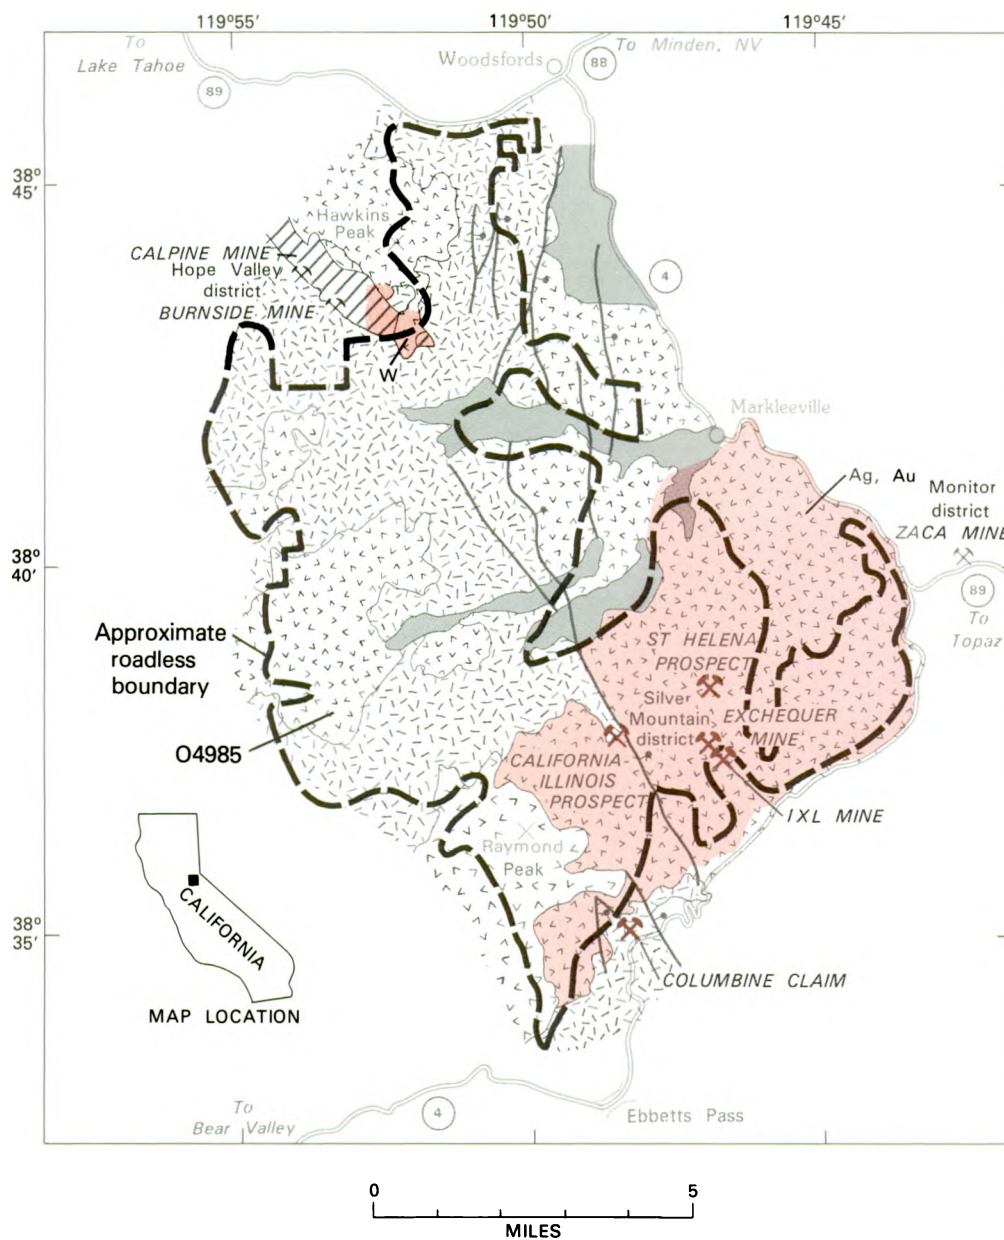 119°55' 119°50' 119°45'
To
Lake Tahoe
89
Woodsfords
88
To Minden, NV
38°
45'
Hawkins
Peak
CALPINE MINE
Hope Valley
district
BURNSIDE MINE
4
W
Markleeville
Ag, Au
Monitor
district
ZACA MINE
38°
40'
89
To
Topaz
Approximate
roadless
boundary
ST HELENA
PROSPECT
Silver
Mountain
district
EXCHEQUER
MINE
04985
CALIFORNIA-
ILLINOIS
PROSPECT
IXL MINE
Raymond
Peak
CALIFORNIA
38°
35'
COLUMBINE CLAIM
MAP LOCATION
To
Bear Valley
4
Ebbetts Pass
0 5
MILES